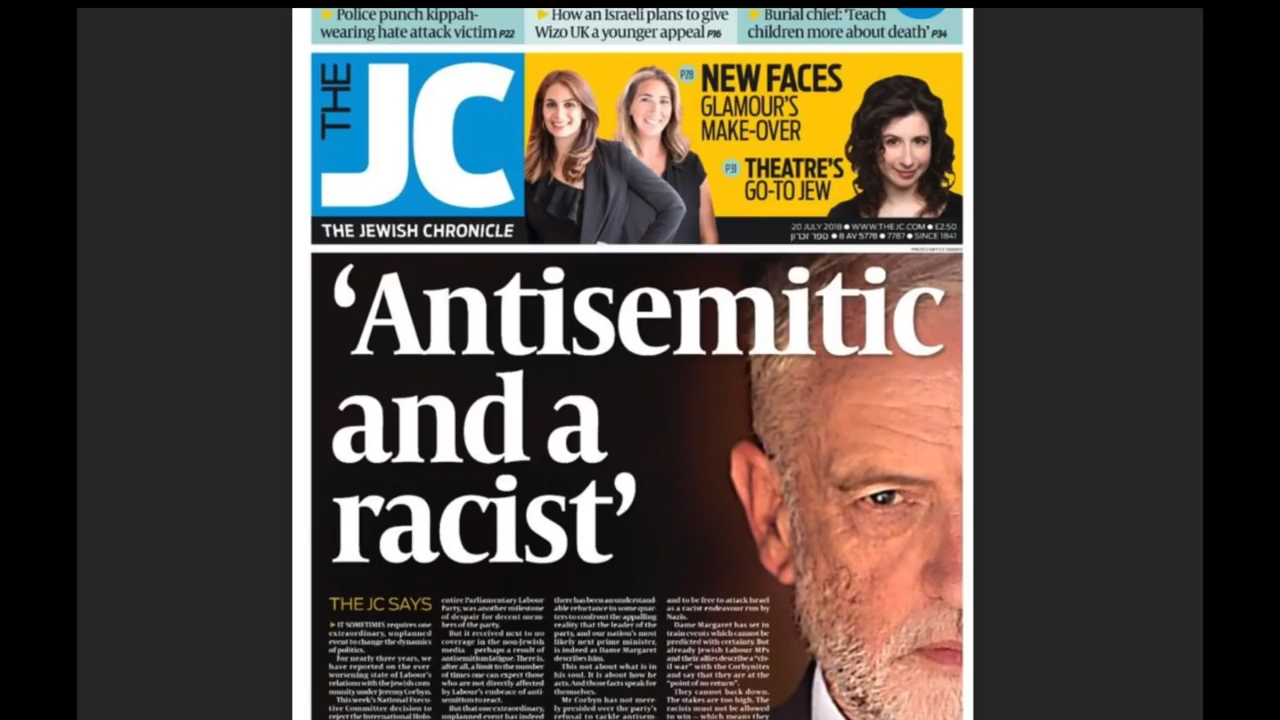 Police punch kippah-
wearing hate attack victim P22
How an Israeli plans to give
Wizo UK a younger appeal P16
Burial chief: 'Teach
children more about death' P34
THE
JC
THE JEWISH CHRONICLE
P28 NEW FACES
GLAMOUR'S
MAKE-OVER
P31 THEATRE'S
GO-TO JEW
20 JULY 2018 ● WWW.THEJC.COM ● £2.50
ספר זכרון ● 8 AV 5778 ● 7787 ● SINCE 1841
'Antisemitic
and a
racist'
THE JC SAYS
IT SOMETIMES requires one
extraordinary, unplanned
event to change the dynamics
of politics.
For nearly three years, we
have reported on the ever
worsening state of Labour's
relations with the Jewish com
munity under Jeremy Corbyn.
This week's National Execu-
tive Committee decision to
reject the International Holo-
entire Parliamentary Labour
Party, was another milestone
of despair for decent mem-
bers of the party.
But it received next to no
coverage in the non-Jewish
media perhaps a result of
antisemitism fatigue. There is,
after all, a limit to the number
of times one can expect those
who are not directly affected
by Labour's embrace of anti-
semitism to react.
But that one extraordinary,
unplanned event has indeed
there has been an understand-
able reluctance in some quar-
ters to confront the appalling
reality that the leader of the
party, and our nation's most
likely next prime minister,
is indeed as Dame Margaret
describes him.
This not about what is in
his soul. It is about how he
acts. And those facts speak for
themselves.
Mr Corbyn has not mere-
ly presided over the party's
refusal to tackle antisem-
and to be free to attack Israel
as a racist endeavour run by
Nazis.
Dame Margaret has set in
train events which cannot be
predicted with certainty. But
already Jewish Labour MPs
and their allies describe a "civ-
il war" with the Corbynites
and say that they are at the
"point of no return".
They cannot back down.
The stakes are too high. The
racists must not be allowed
to win – which means they